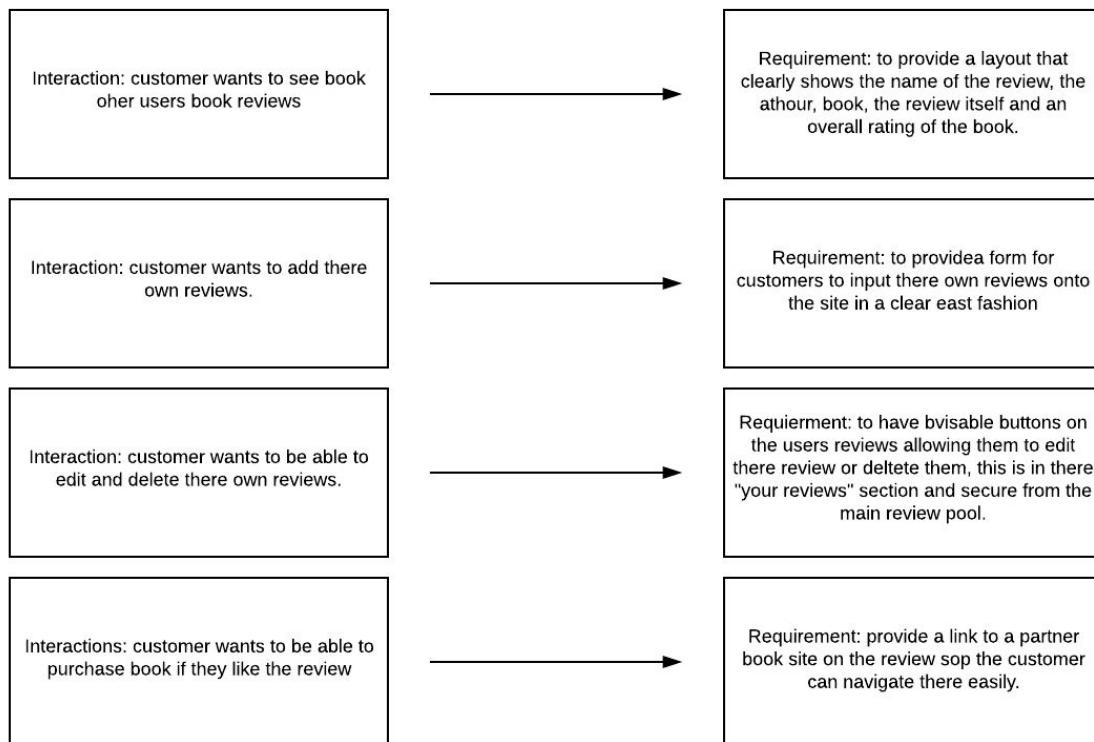 Interaction: customer wants to see book
oher users book reviews
Requirement: to provide a layout that
clearly shows the name of the review, the
athour, book, the review itself and an
overall rating of the book.
Interaction: customer wants to add there
own reviews.
Requirement: to providea form for
customers to input there own reviews onto
the site in a clear east fashion
Interaction: customer wants to be able to
edit and delete there own reviews.
Requierment: to have bvisable buttons on
the users reviews allowing them to edit
there review or deltete them, this is in there
"your reviews" section and secure from the
main review pool.
Interactions: customer wants to be able to
purchase book if they like the review
Requirement: provide a link to a partner
book site on the review sop the customer
can navigate there easily.